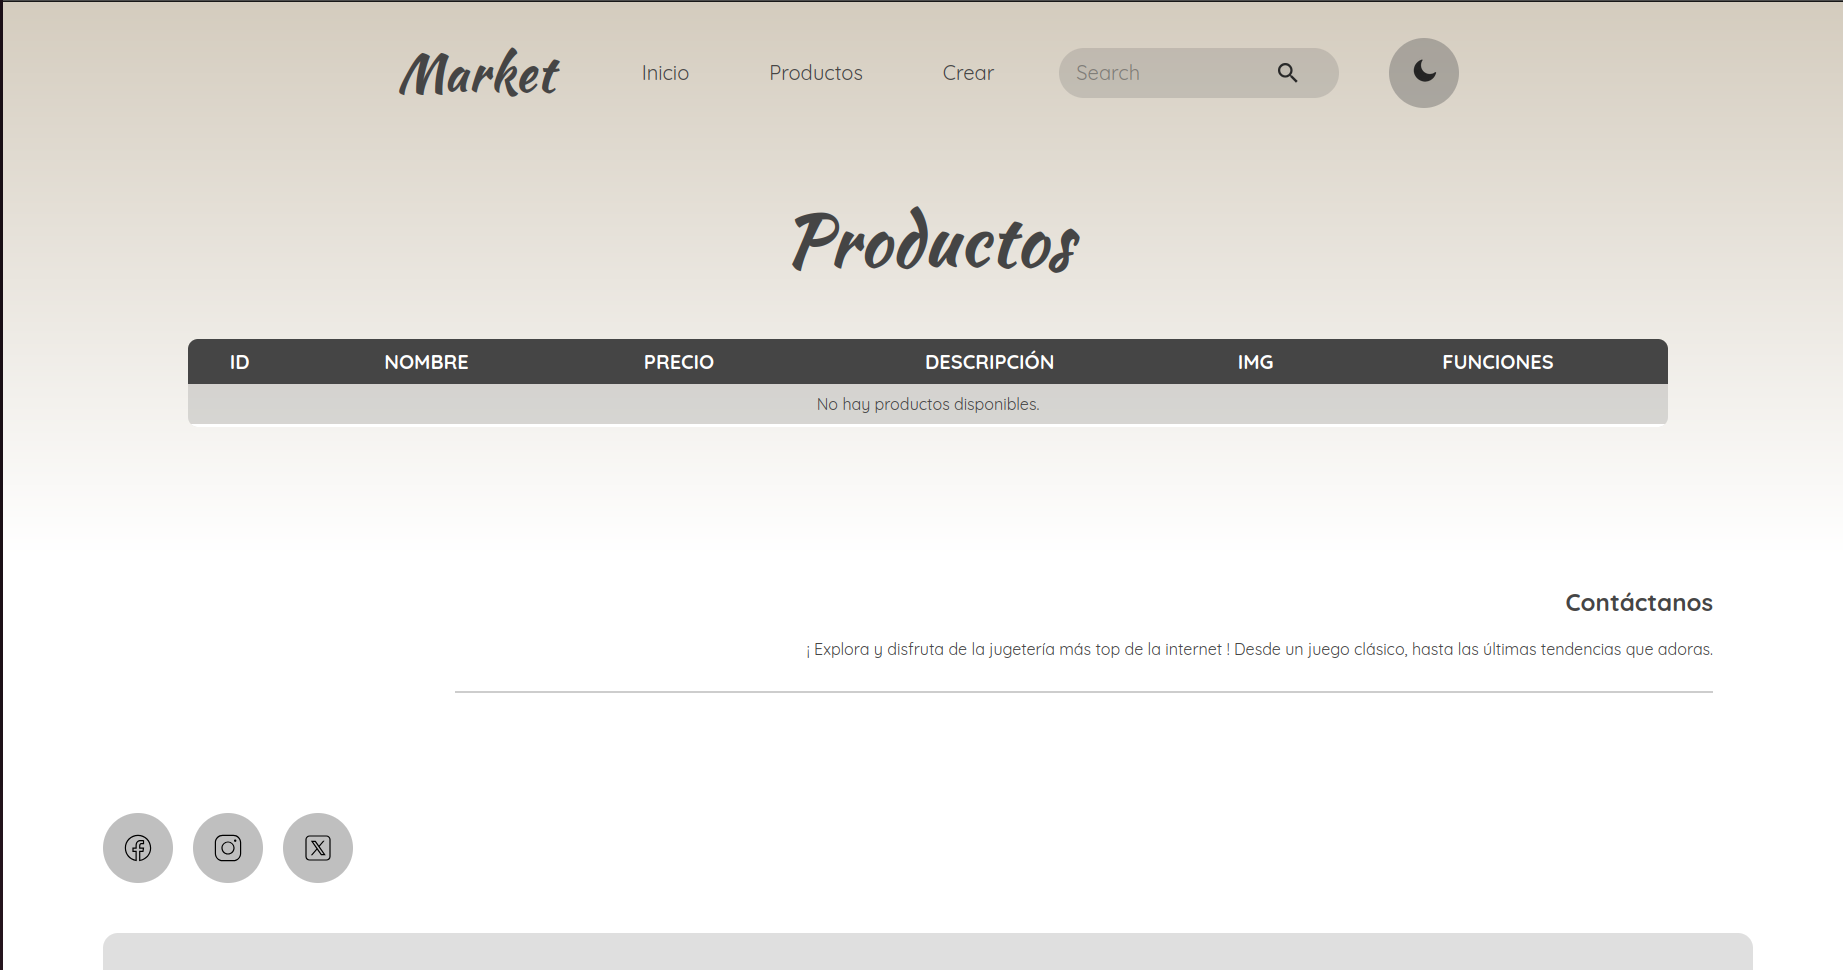 Market
Inicio
Productos
Crear
Search
Productos
ID NOMBRE PRECIO DESCRIPCIÓN IMG FUNCIONES
No hay productos disponibles.
Contáctanos
¡ Explora y disfruta de la jugetería más top de la internet ! Desde un juego clásico, hasta las últimas tendencias que adoras.